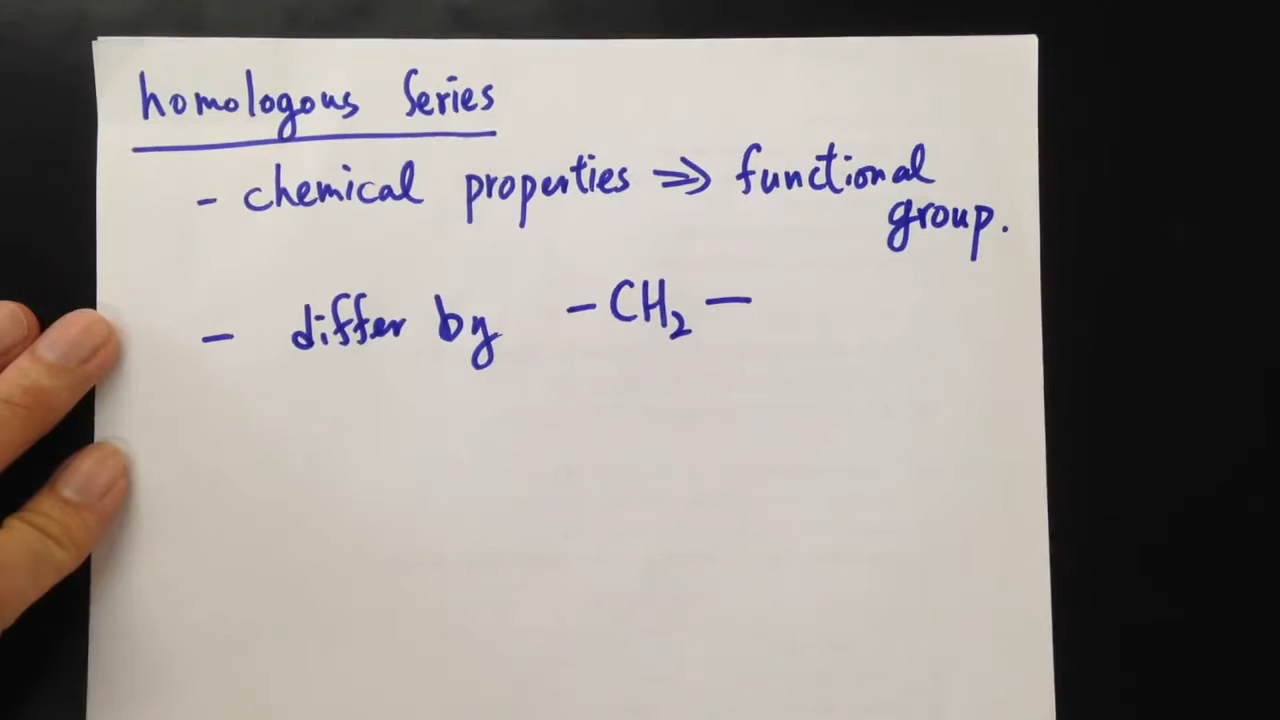 homologous Series
- chemical properties ⇒ functional
group.
- differ by -CH₂-